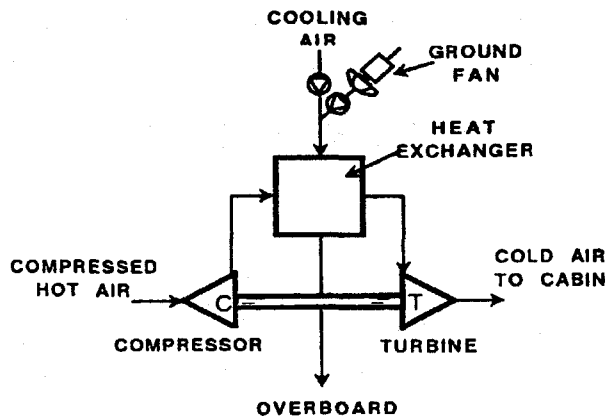 COOLING
AIR
GROUND
FAN
HEAT
EXCHANGER
COMPRESSED
HOT AIR
C
T
COLD AIR
TO CABIN
COMPRESSOR
TURBINE
OVERBOARD